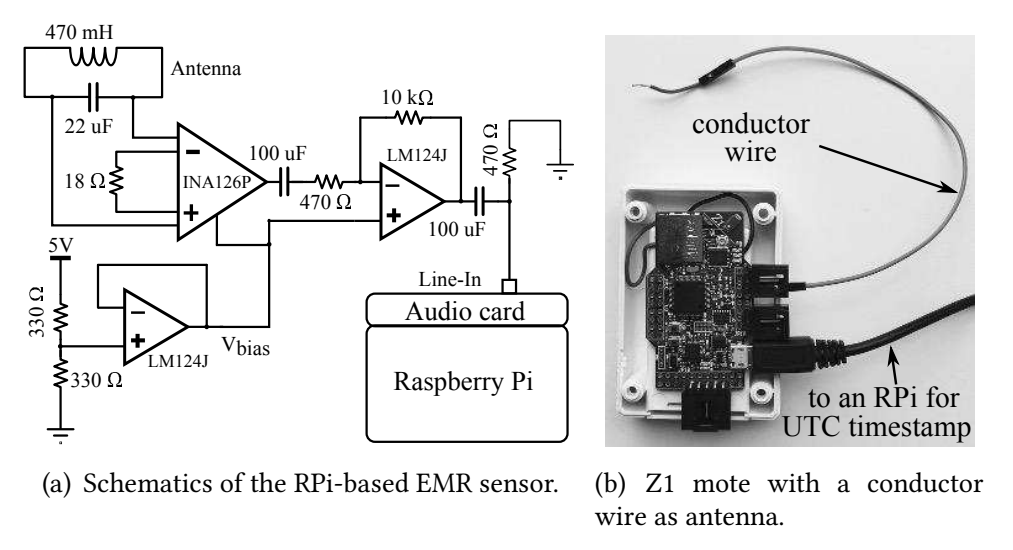 470 mH
Antenna
22 uF
18 Ω
INA126P
100 uF
470 Ω
10 kΩ
LM124J
100 uF
470 Ω
5V
330 Ω
330 Ω
LM124J
Vbias
Line-In
Audio card
Raspberry Pi
conductor
wire
to an RPi for
UTC timestamp
(a) Schematics of the RPi-based EMR sensor.
(b) Z1 mote with a conductor
wire as antenna.